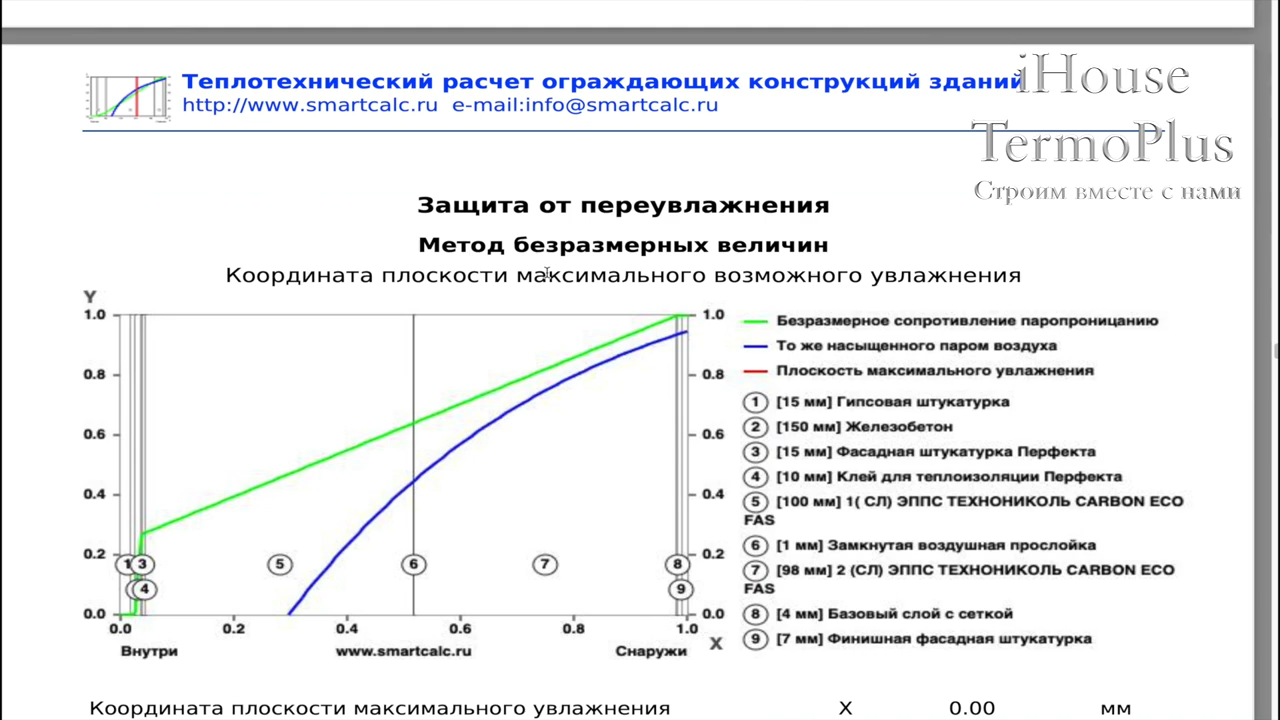 Теплотехнический расчет ограждающих конструкций зданий
http://www.smartcalc.ru e-mail:info@smartcalc.ru
iHouse
TermoPlus
Строим вместе с нами
Защита от переувлажнения
Метод безразмерных величин
Координата плоскости максимального возможного увлажнения
Y
1.0
0.8
0.6
0.4
0.2
0.0
1.0
0.8
0.6
0.4
0.2
0.0
1 3 5 6 7 8
4 9
0.0 0.2 0.4 0.6 0.8 1.0
X
Внутри www.smartcalc.ru Снаружи
Безразмерное сопротивление паропроницанию
То же насыщенного паром воздуха
Плоскость максимального увлажнения
1 [15 мм] Гипсовая штукатурка
2 [150 мм] Железобетон
3 [15 мм] Фасадная штукатурка Перфекта
4 [10 мм] Клей для теплоизоляции Перфекта
5 [100 мм] 1( СЛ) ЭППС ТЕХНОНИКОЛЬ CARBON ECO
FAS
6 [1 мм] Замкнутая воздушная прослойка
7 [98 мм] 2 (СЛ) ЭППС ТЕХНОНИКОЛЬ CARBON ECO
FAS
8 [4 мм] Базовый слой с сеткой
9 [7 мм] Финишная фасадная штукатурка
Координата плоскости максимального увлажнения X 0.00 мм